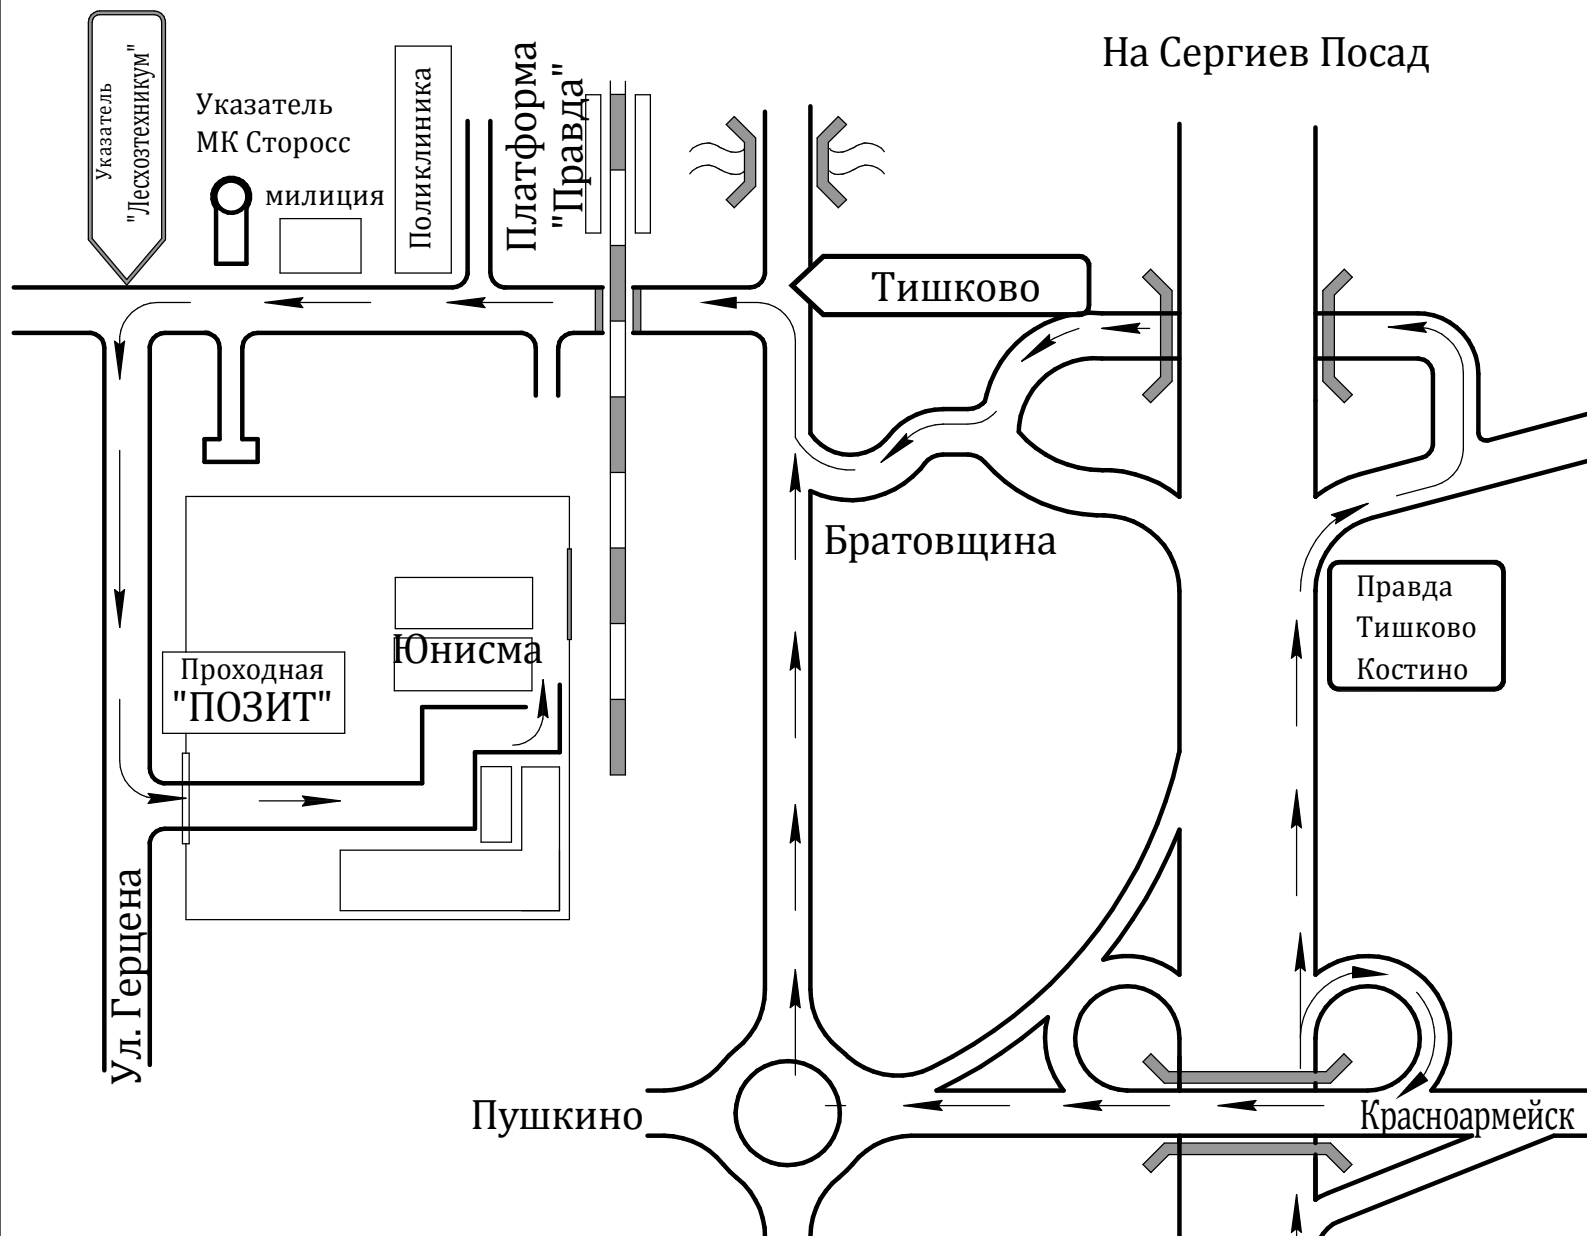 На Сергиев Посад
Указатель
"Лесхозтехникум"
Указатель
МК Сторосс
милиция
Поликлиника
Платформа
"Правда"
Тишково
Братовщина
Правда
Тишково
Костино
Юнисма
Проходная
"ПОЗИТ"
Ул. Герцена
Пушкино
Красноармейск